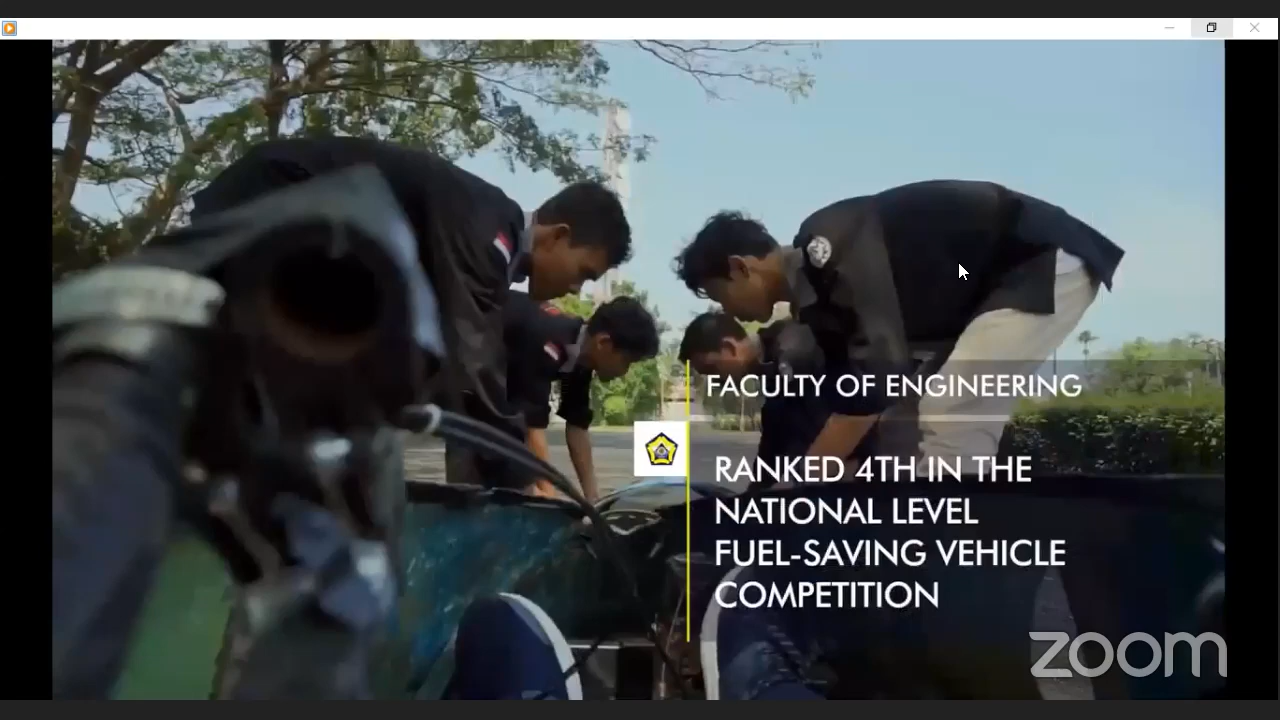 FACULTY OF ENGINEERING
RANKED 4TH IN THE
NATIONAL LEVEL
FUEL-SAVING VEHICLE
COMPETITION
zoom